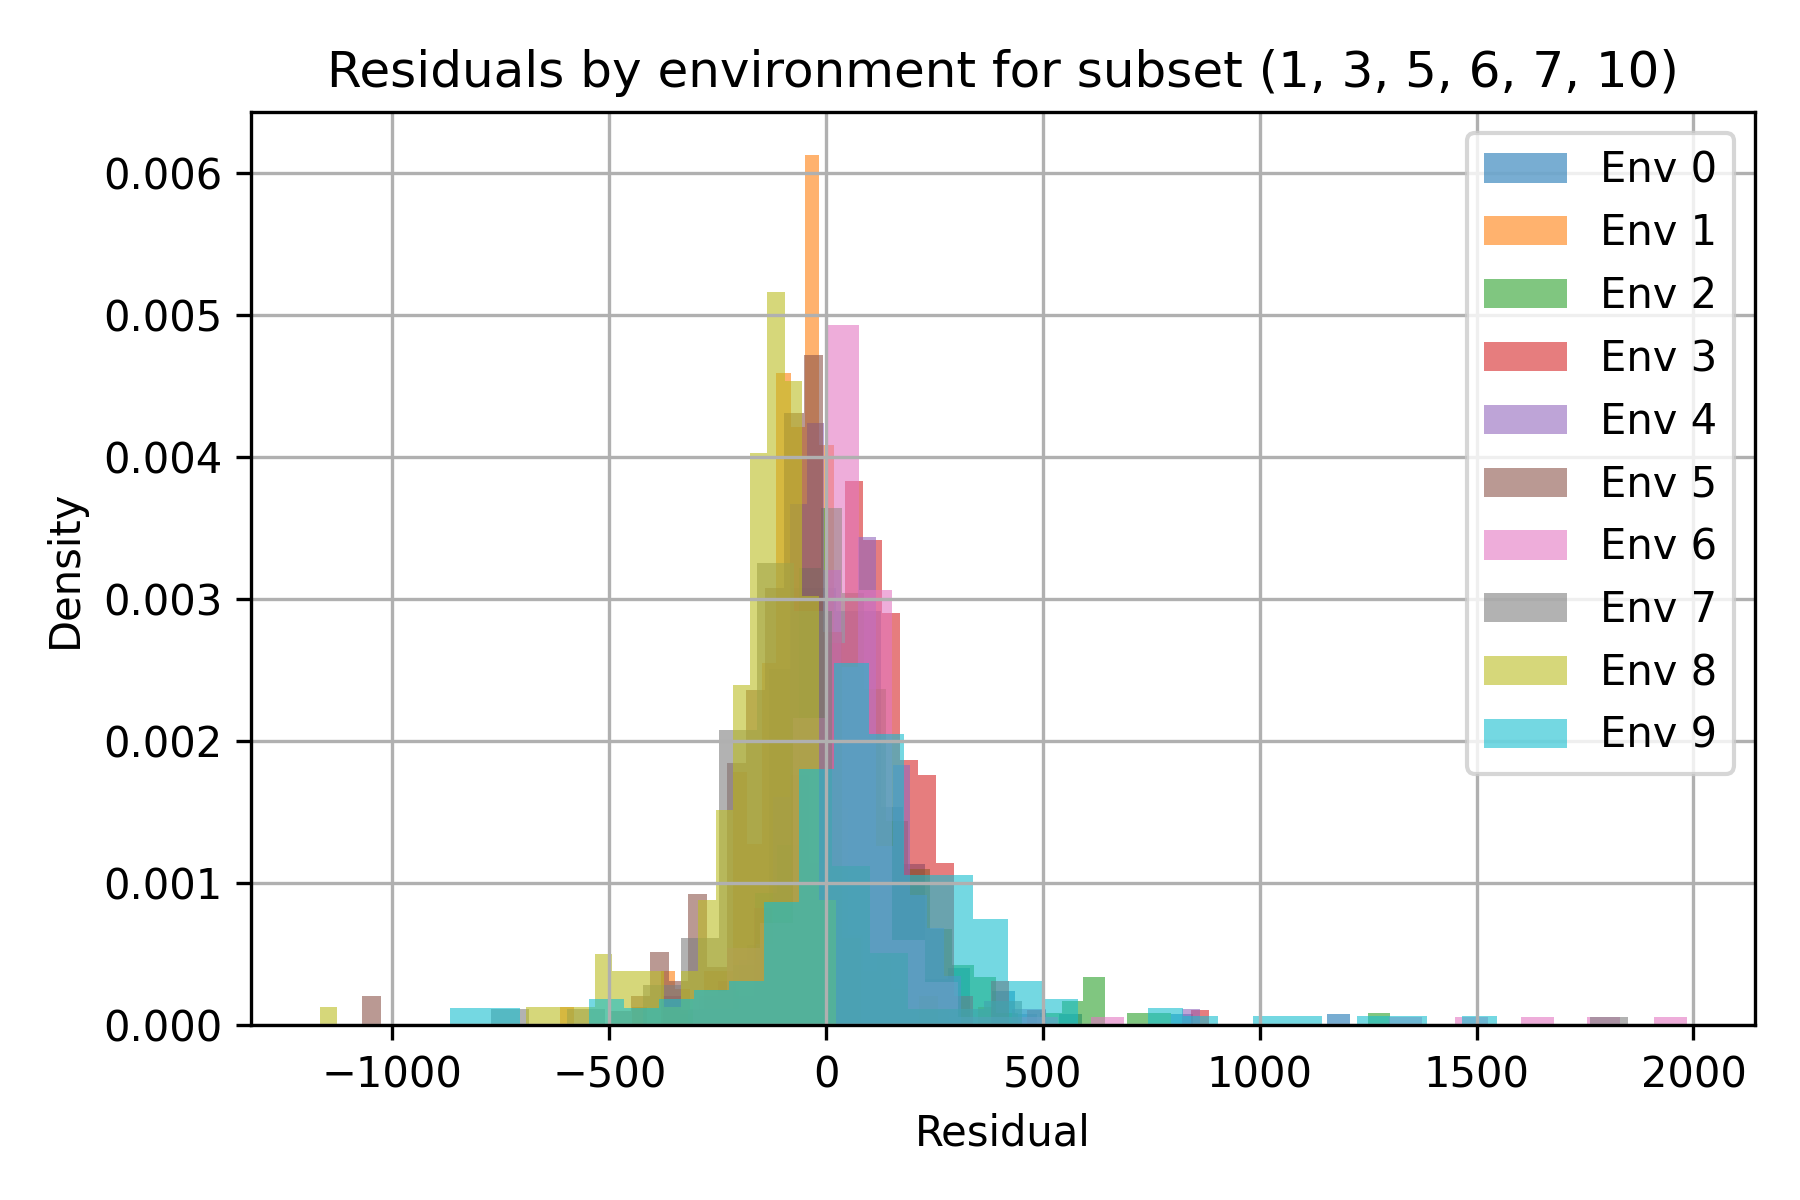 Residuals by environment for subset (1, 3, 5, 6, 7, 10)
0.006
0.005
0.004
0.003
0.002
0.001
0.000
Density
−1000
−500
0
500
1000
1500
2000
Residual
Env 0
Env 1
Env 2
Env 3
Env 4
Env 5
Env 6
Env 7
Env 8
Env 9